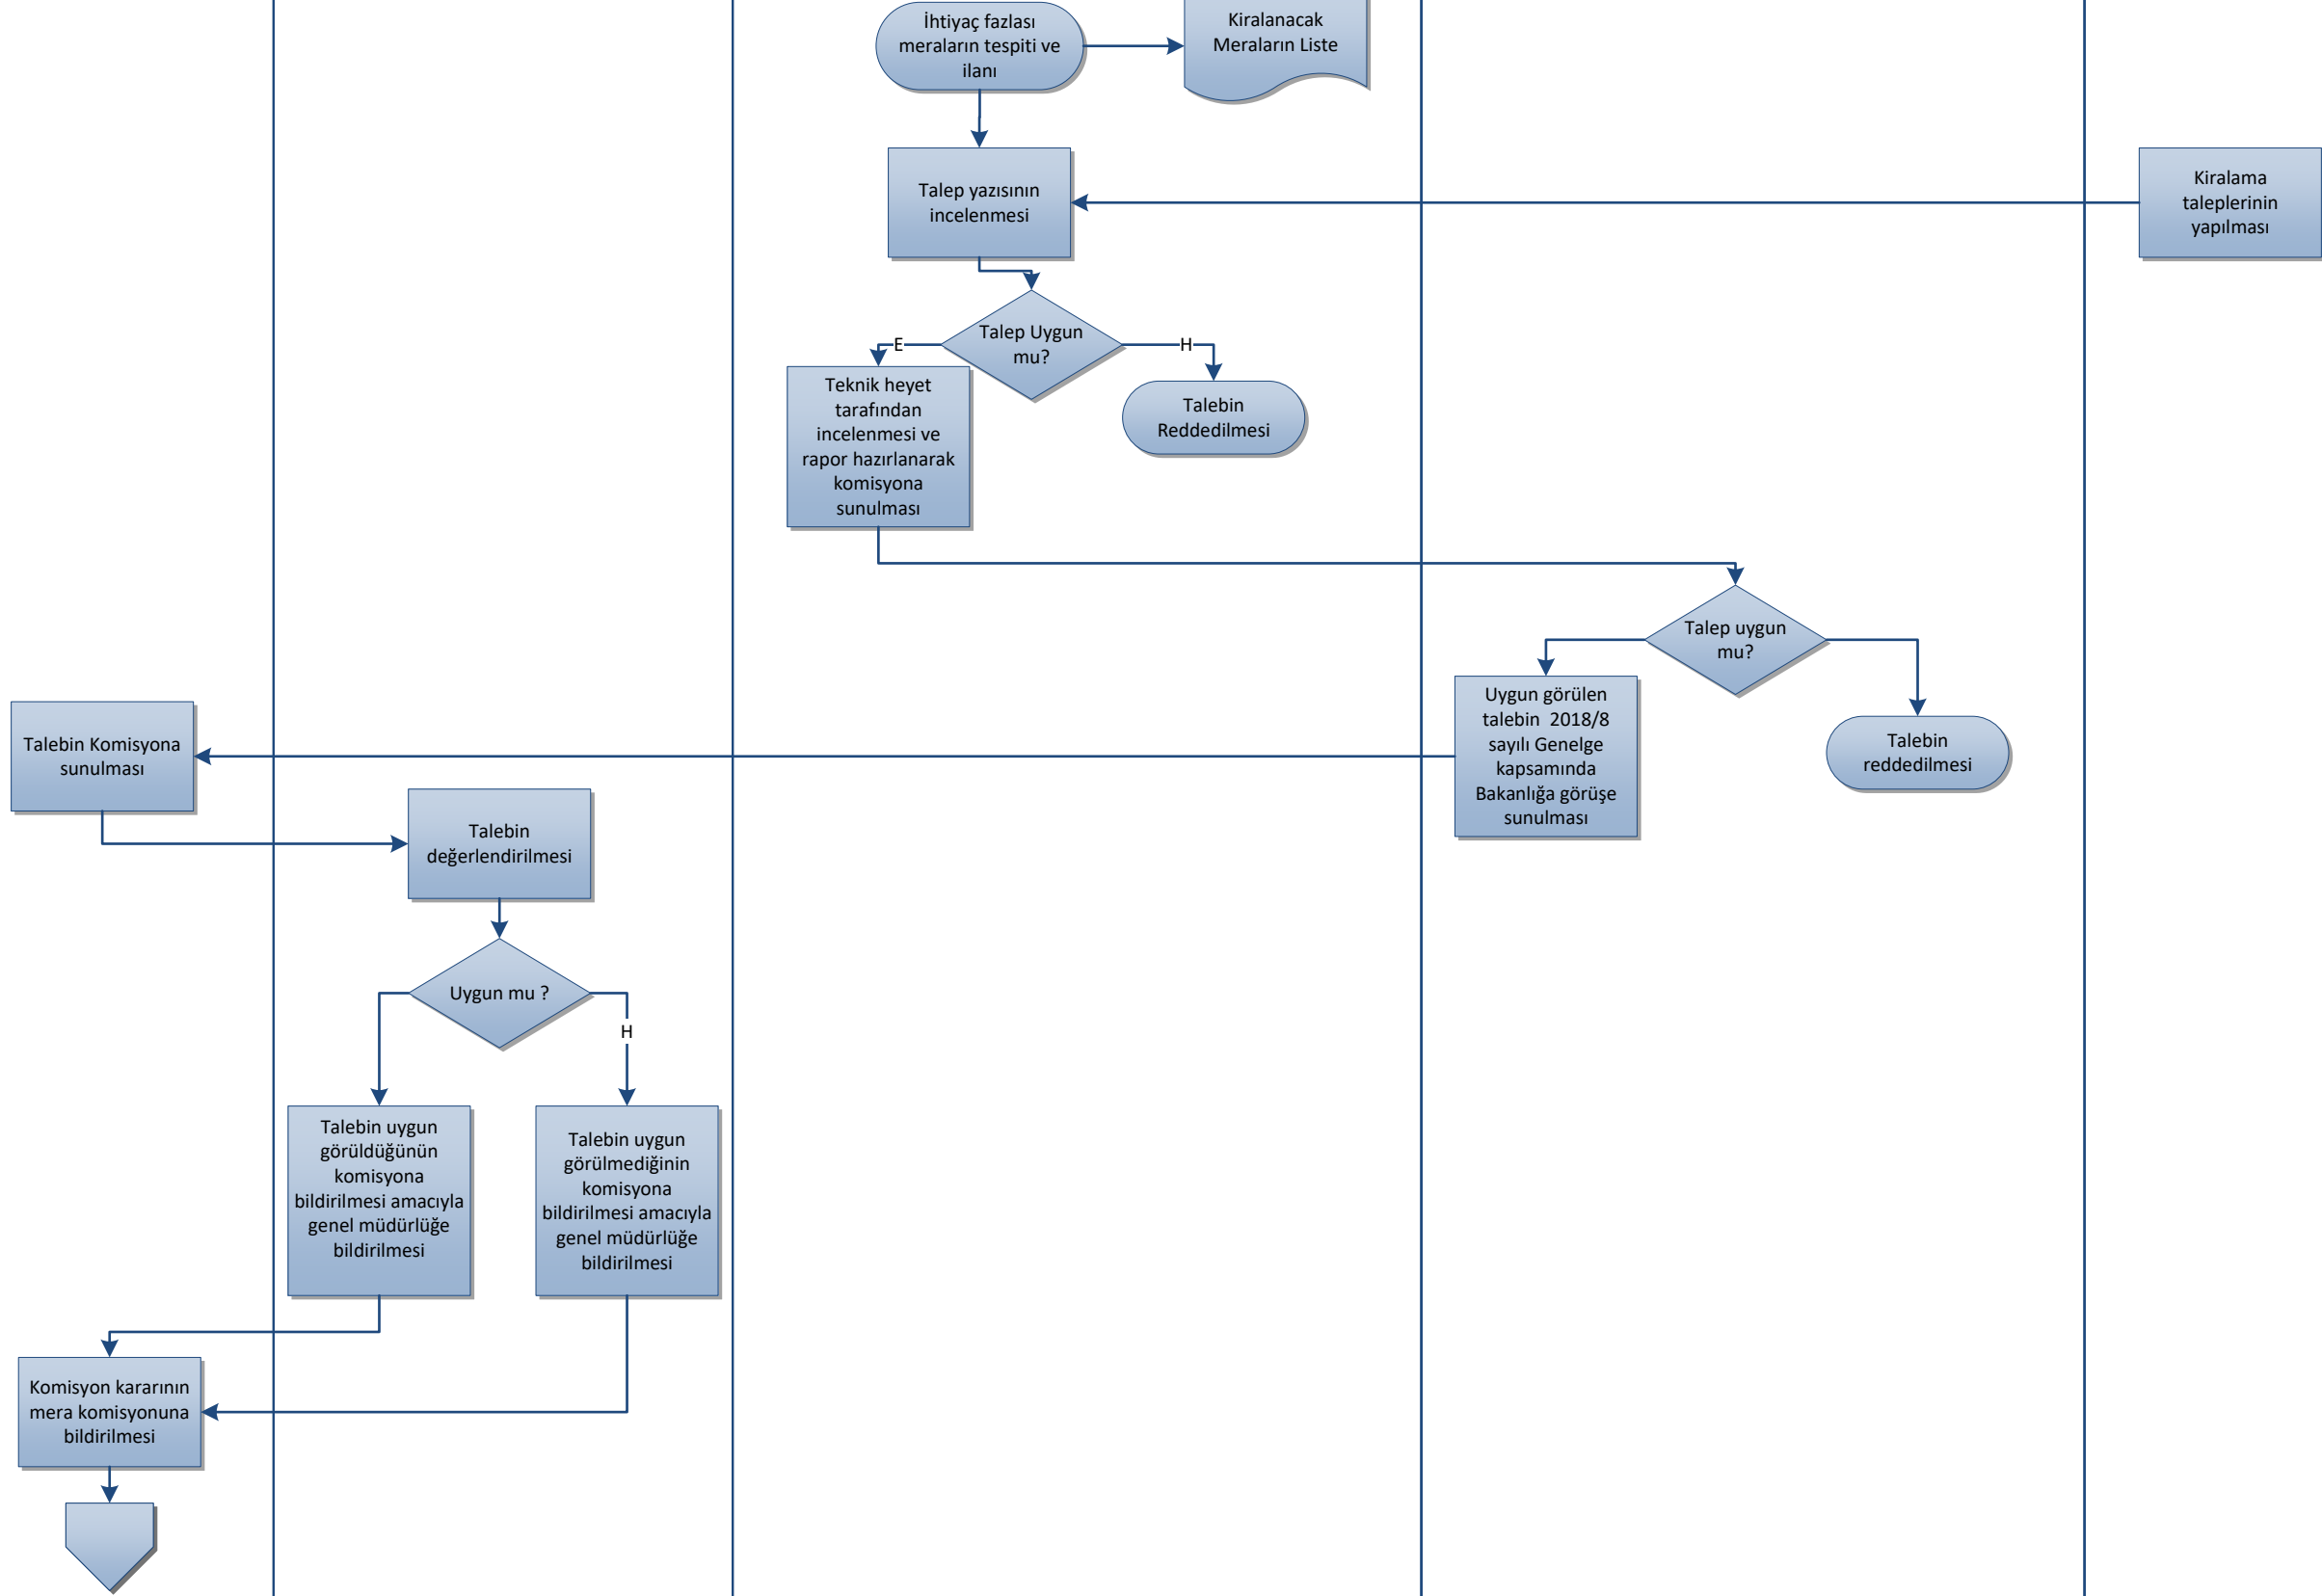 İhtiyaç fazlası
meraların tespiti ve
ilanı
Kiralanacak
Meraların Liste
Talep yazısının
incelenmesi
Kiralama
taleplerinin
yapılması
Talep Uygun
mu?
E
H
Teknik heyet
tarafından
incelenmesi ve
rapor hazırlanarak
komisyona
sunulması
Talebin
Reddedilmesi
Talep uygun
mu?
Uygun görülen
talebin  2018/8
sayılı Genelge
kapsamında
Bakanlığa görüşe
sunulması
Talebin
reddedilmesi
Talebin Komisyona
sunulması
Talebin
değerlendirilmesi
Uygun mu ?
H
Talebin uygun
görüldüğünün
komisyona
bildirilmesi amacıyla
genel müdürlüğe
bildirilmesi
Talebin uygun
görülmediğinin
komisyona
bildirilmesi amacıyla
genel müdürlüğe
bildirilmesi
Komisyon kararının
mera komisyonuna
bildirilmesi